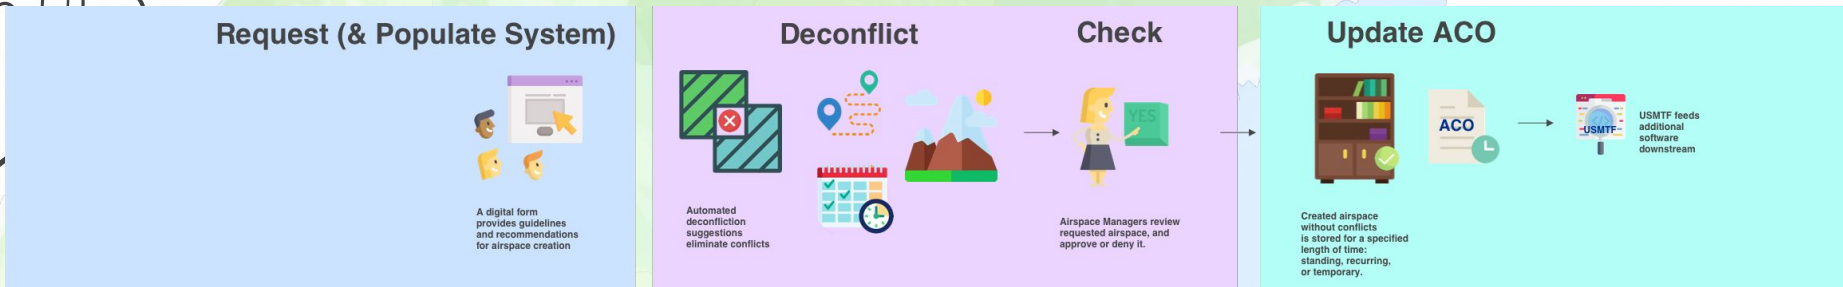 Request (& Populate System)
A digital form
provides guidelines
and recommendations
for airspace creation
Deconflict
Automated
deconfliction
suggestions
eliminate conflicts
Check
YES
Airspace Managers review
requested airspace, and
approve or deny it.
Update ACO
Created airspace
without conflicts
is stored for a specified
length of time:
standing, recurring,
or temporary.
ACO
USMTF
USMTF feeds
additional
software
downstream